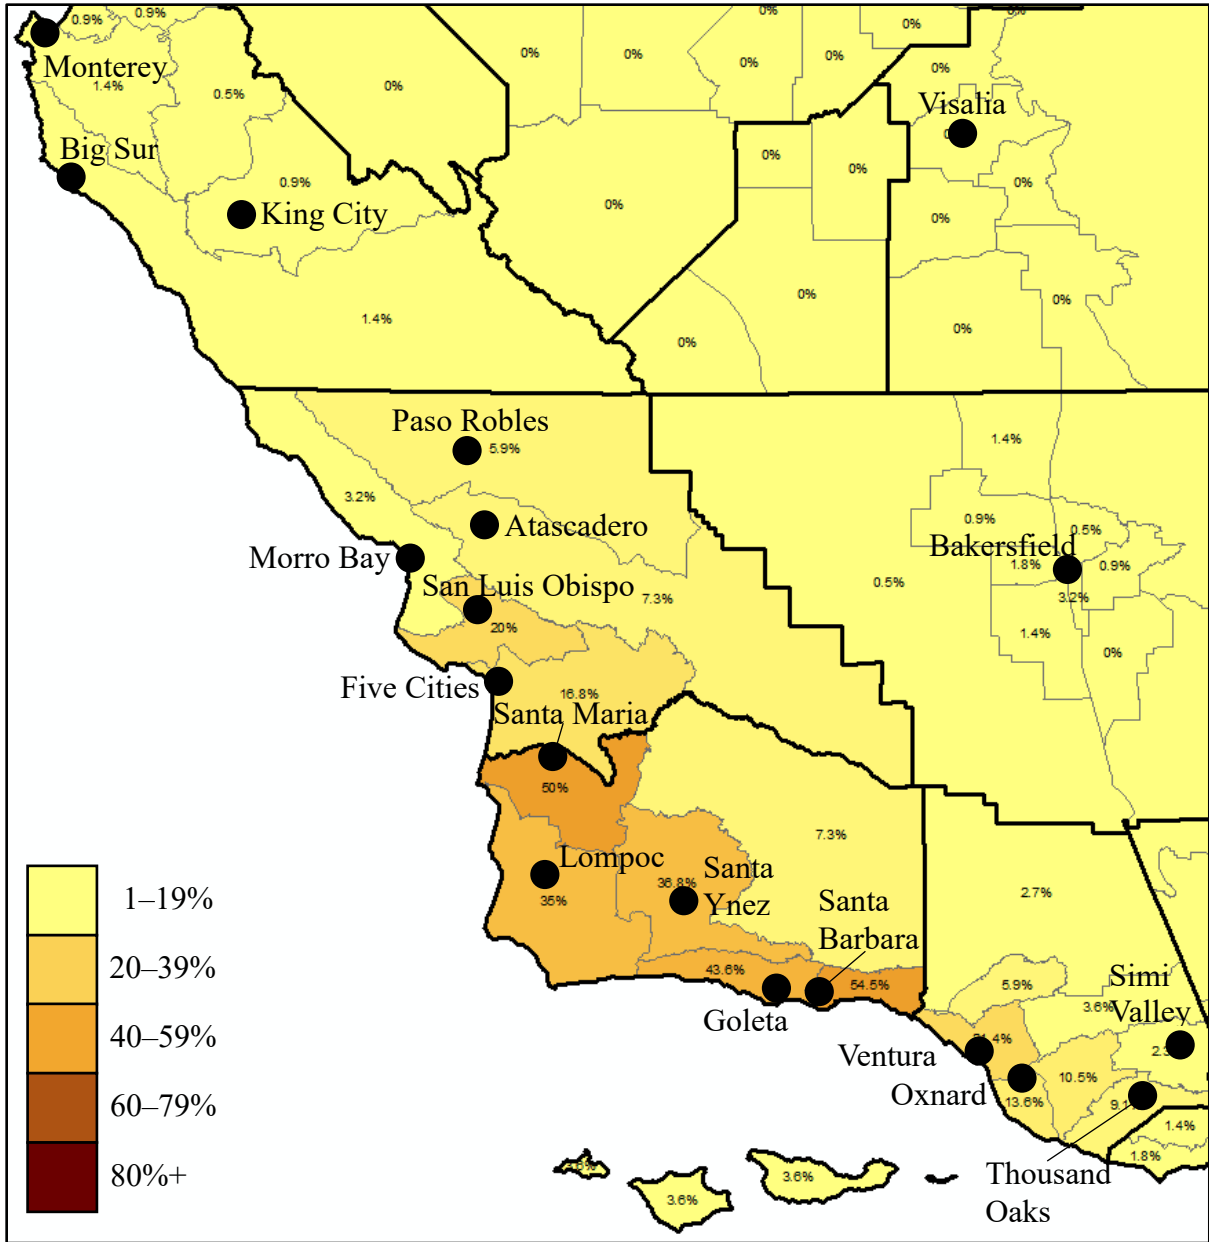 0.9%
0.9%
Monterey
1.4%
0.5%
0%
0%
0%
0%
0%
0%
0%
0%
Visalia
Big Sur
0.9%
King City
0%
0%
0%
0%
0%
1.4%
0%
0%
0%
0%
Paso Robles
5.9%
1.4%
3.2%
Atascadero
0.9%
0.5%
Morro Bay
Bakersfield
1.8%
0.9%
San Luis Obispo
7.3%
0.5%
3.2%
20%
1.4%
0%
Five Cities
16.8%
Santa Maria
50%
7.3%
Lompoc
35%
36.8%
Santa
Ynez
2.7%
Santa
Barbara
43.6%
54.5%
Goleta
5.9%
Simi
Valley
3.6%
Ventura
10.5%
Oxnard
13.6%
1.4%
1.8%
Thousand
Oaks
3.6%
3.6%
1–19%
20–39%
40–59%
60–79%
80%+